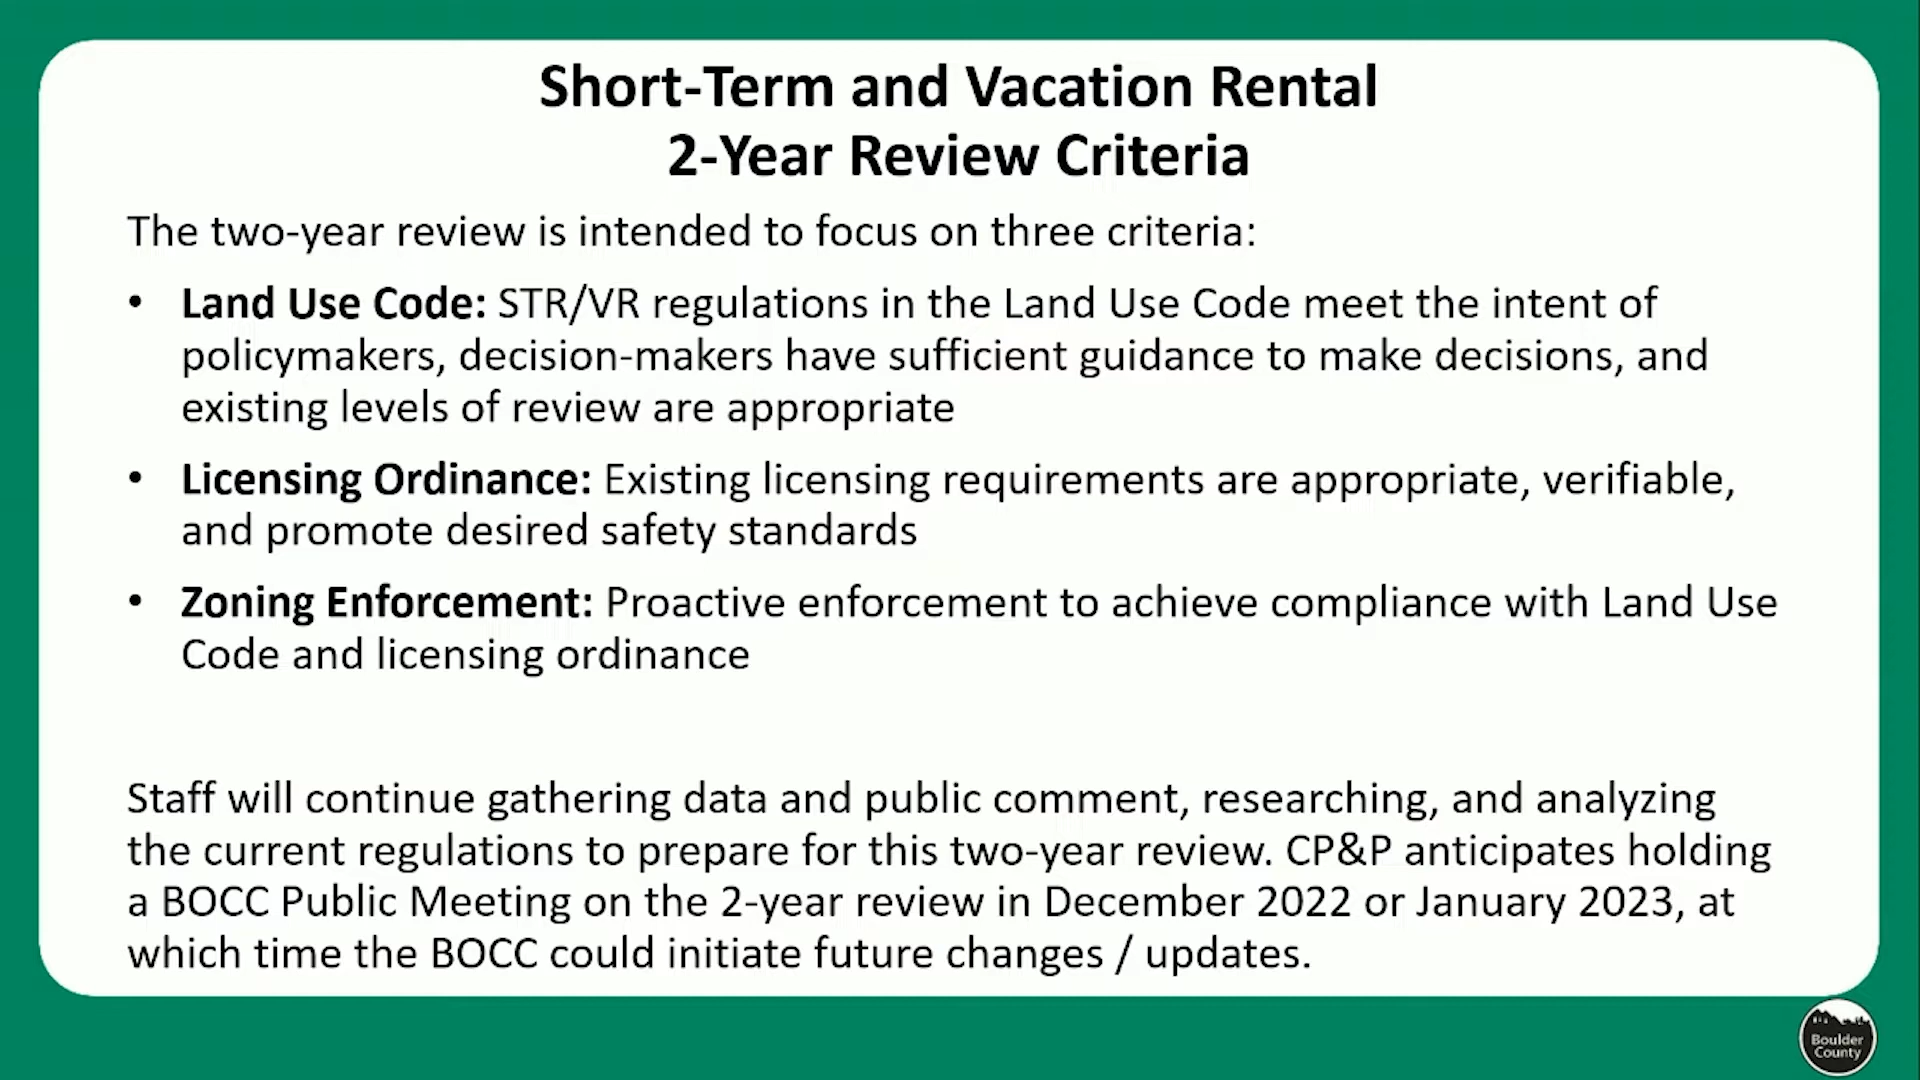 Short-Term and Vacation Rental
2-Year Review Criteria
The two-year review is intended to focus on three criteria:
• Land Use Code: STR/VR regulations in the Land Use Code meet the intent of
policymakers, decision-makers have sufficient guidance to make decisions, and
existing levels of review are appropriate
• Licensing Ordinance: Existing licensing requirements are appropriate, verifiable,
and promote desired safety standards
• Zoning Enforcement: Proactive enforcement to achieve compliance with Land Use
Code and licensing ordinance
Staff will continue gathering data and public comment, researching, and analyzing
the current regulations to prepare for this two-year review. CP&P anticipates holding
a BOCC Public Meeting on the 2-year review in December 2022 or January 2023, at
which time the BOCC could initiate future changes / updates.
Boulder
County